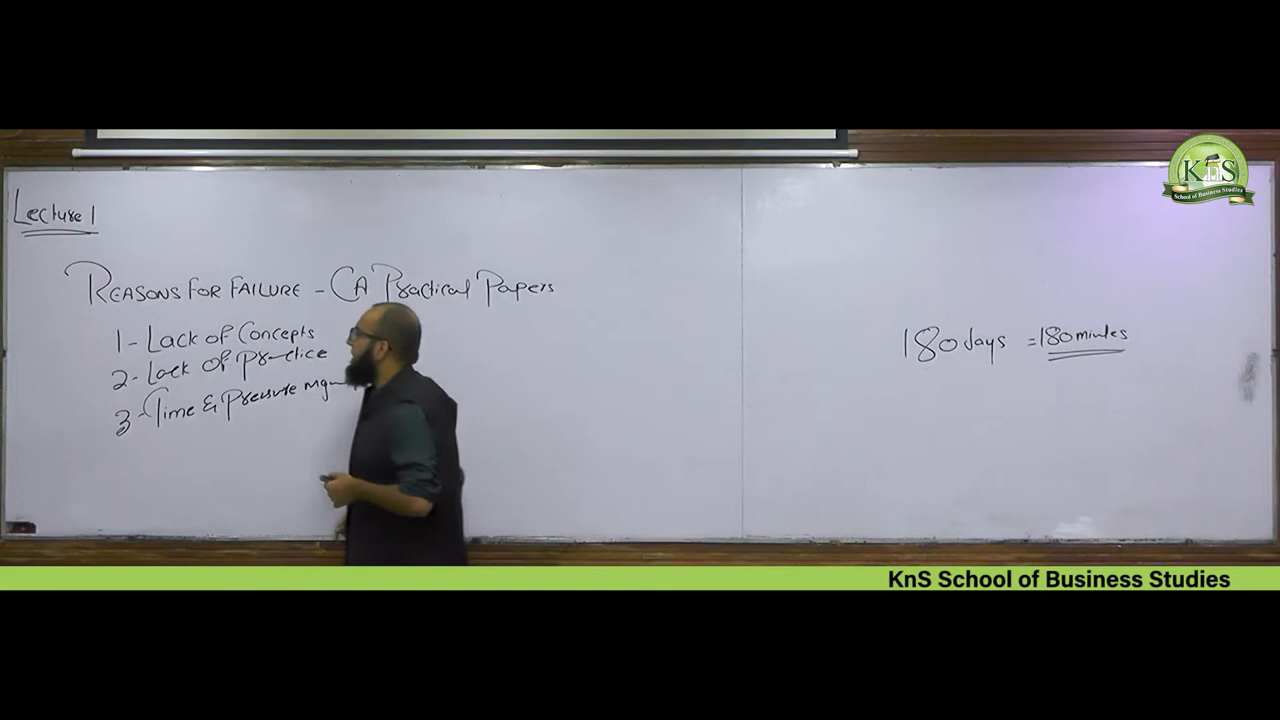 Lecture 1
REASONS FOR FAILURE - CA Practical Papers
1- Lack of Concepts
2- Lack of practice
3- Time & Pressure mgm
180 days = 180 minutes
KnS
School of Business Studies
KnS School of Business Studies